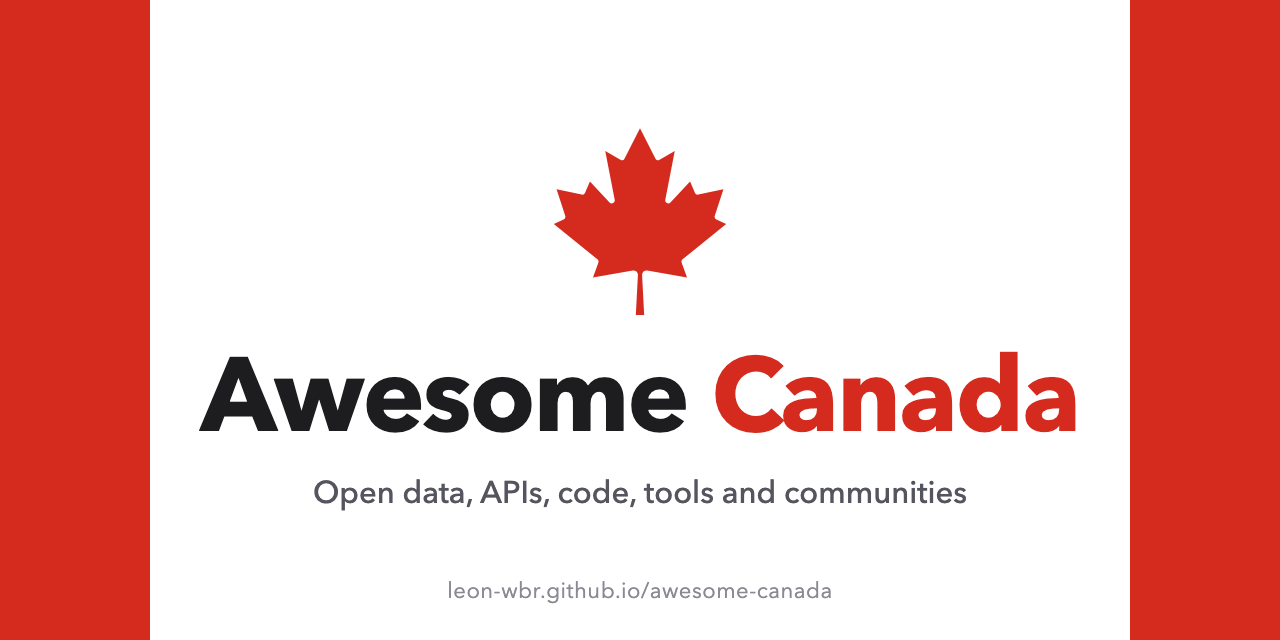 Awesome Canada
Open data, APIs, code, tools and communities
leon-wbr.github.io/awesome-canada